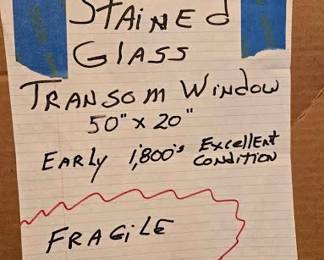 STAINEd
GLASS
TRANSOM WINDOW
50" x 20"
EARLY 1,800's EXCEllENT
CONDITION
FRAGiLE